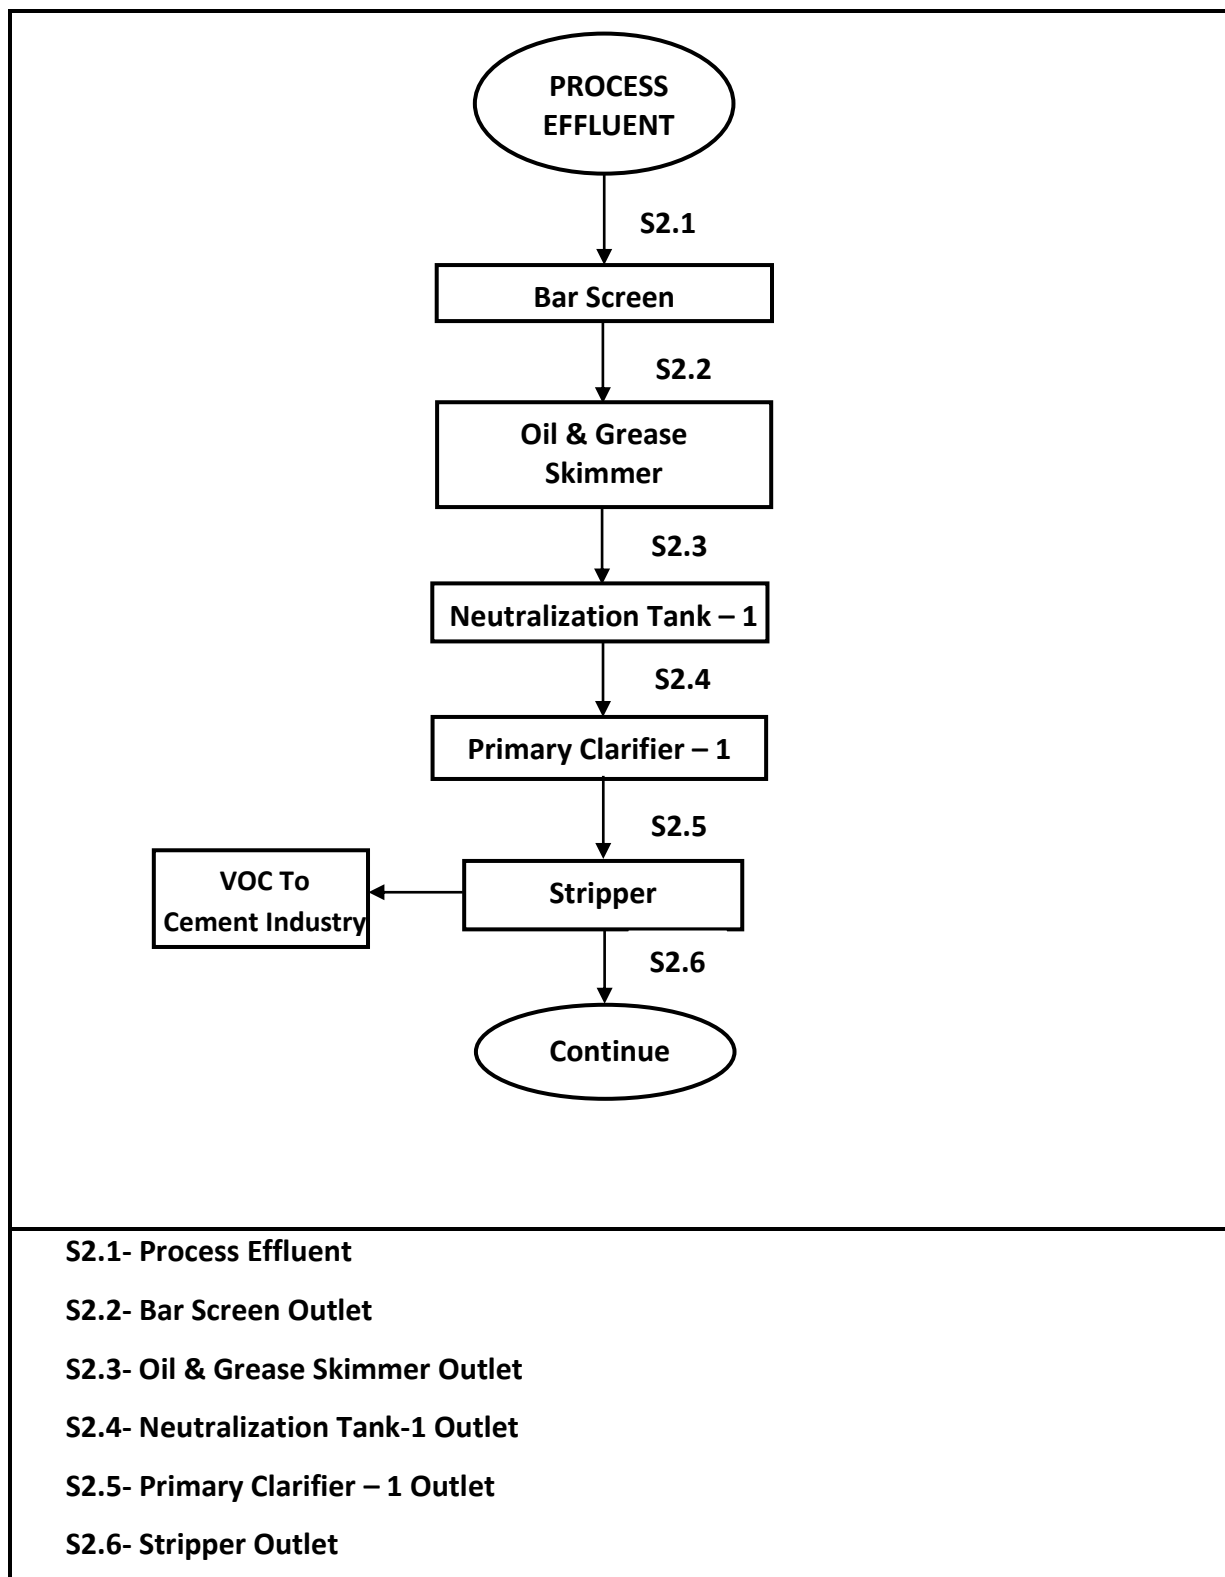 PROCESS
EFFLUENT
S2.1
Bar Screen
S2.2
Oil & Grease
Skimmer
S2.3
Neutralization Tank – 1
S2.4
Primary Clarifier – 1
S2.5
VOC To
Cement Industry
Stripper
S2.6
Continue
S2.1- Process Effluent
S2.2- Bar Screen Outlet
S2.3- Oil & Grease Skimmer Outlet
S2.4- Neutralization Tank-1 Outlet
S2.5- Primary Clarifier – 1 Outlet
S2.6- Stripper Outlet